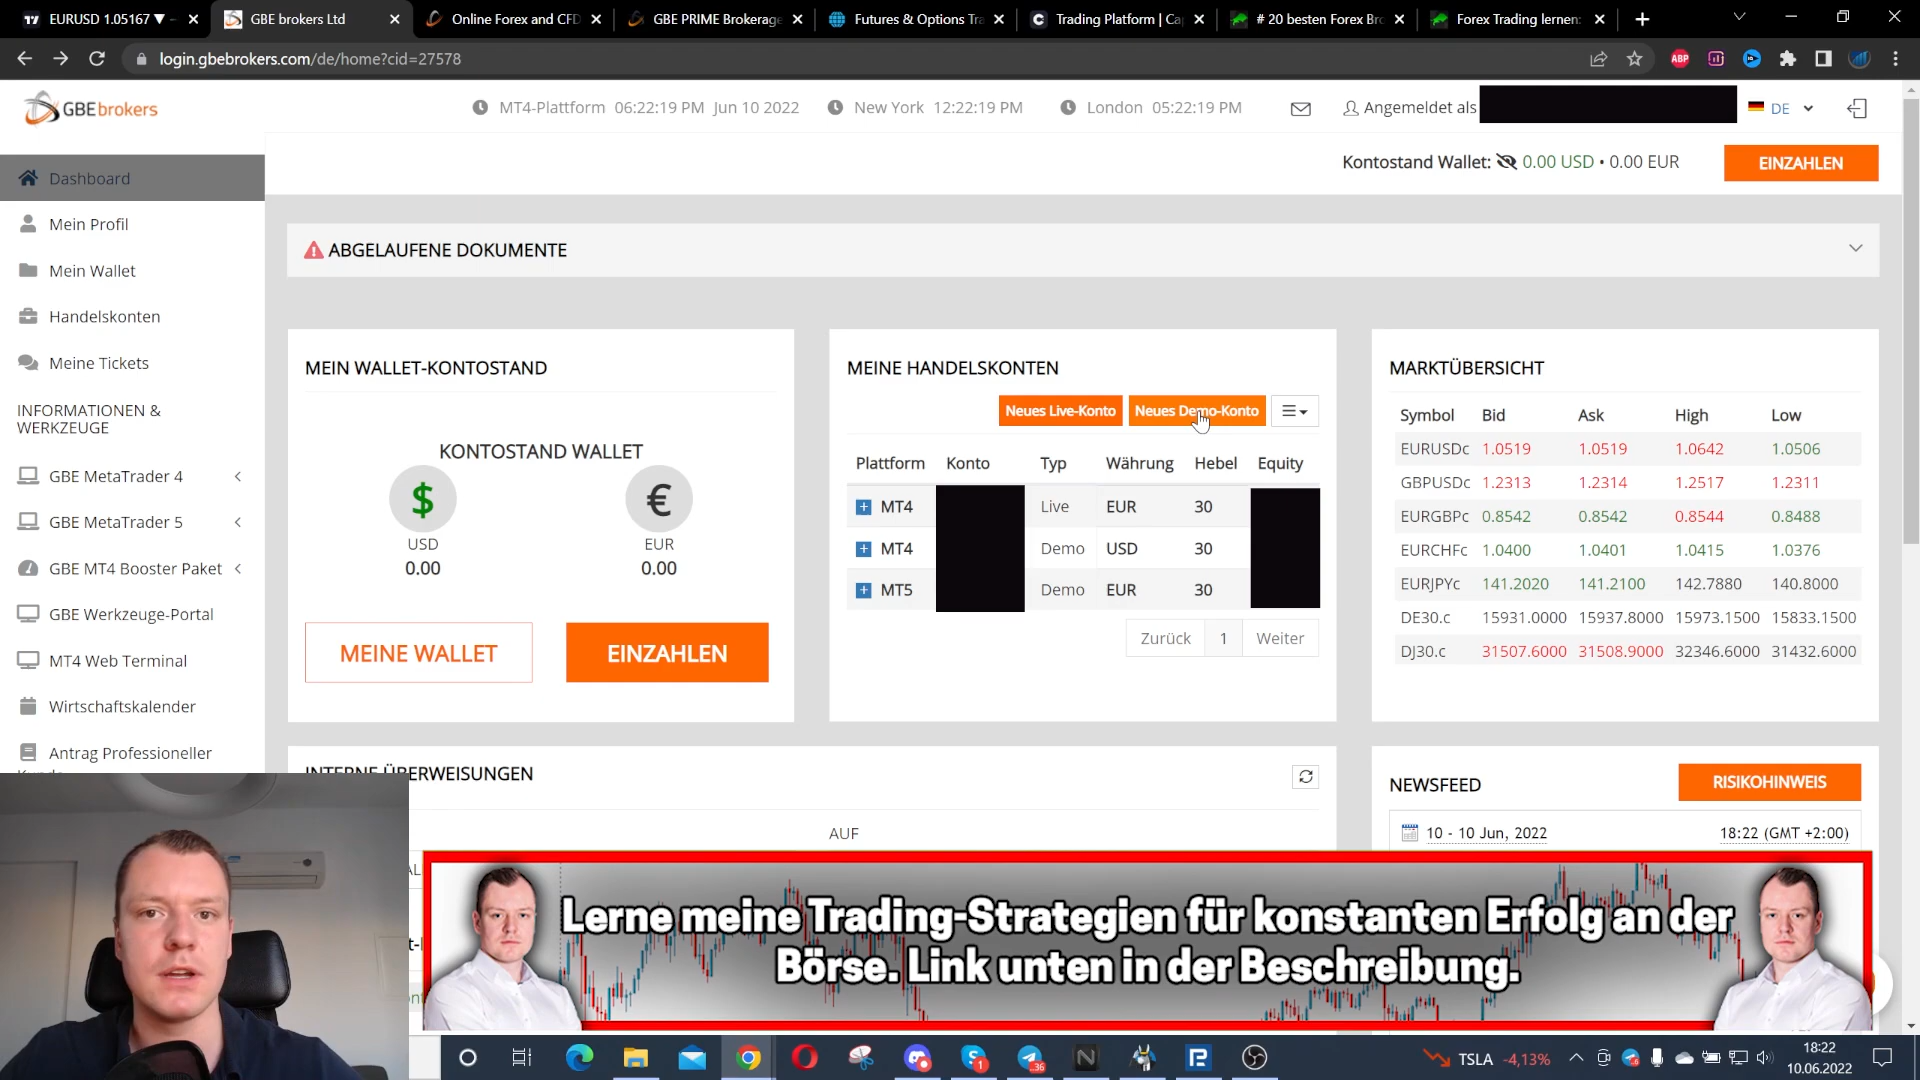 EURUSD 1.05167 ▼
GBE brokers Ltd
Online Forex and CFD
GBE PRIME Brokerage
Futures & Options Tra
Trading Platform | Ca
# 20 besten Forex Bro
Forex Trading lernen:
login.gbebrokers.com/de/home?cid=27578
ABP
GBEbrokers
MT4-Plattform 06:22:19 PM Jun 10 2022
New York 12:22:19 PM
London 05:22:19 PM
Angemeldet als
DE
Kontostand Wallet: 0.00 USD • 0.00 EUR
EINZAHLEN
Dashboard
Mein Profil
Mein Wallet
Handelskonten
Meine Tickets
INFORMATIONEN &
WERKZEUGE
GBE MetaTrader 4
GBE MetaTrader 5
GBE MT4 Booster Paket
GBE Werkzeuge-Portal
MT4 Web Terminal
Wirtschaftskalender
Antrag Professioneller
ABGELAUFENE DOKUMENTE
MEIN WALLET-KONTOSTAND
KONTOSTAND WALLET
$ €
USD EUR
0.00 0.00
MEINE WALLET
EINZAHLEN
MEINE HANDELSKONTEN
Neues Live-Konto
Neues Demo-Konto
Plattform Konto Typ Währung Hebel Equity
MT4 Live EUR 30
MT4 Demo USD 30
MT5 Demo EUR 30
Zurück 1 Weiter
MARKTÜBERSICHT
Symbol Bid Ask High Low
EURUSDc 1.0519 1.0519 1.0642 1.0506
GBPUSDc 1.2313 1.2314 1.2517 1.2311
EURGBPc 0.8542 0.8542 0.8544 0.8488
EURCHFc 1.0400 1.0401 1.0415 1.0376
EURJPYc 141.2020 141.2100 142.7880 140.8000
DE30.c 15931.0000 15937.8000 15973.1500 15833.1500
DJ30.c 31507.6000 31508.9000 32346.6000 31432.6000
INTERNE ÜBERWEISUNGEN
AUF
NEWSFEED
RISIKOHINWEIS
10 - 10 Jun, 2022
18:22 (GMT +2:00)
Lerne meine Trading-Strategien für konstanten Erfolg an der
Börse. Link unten in der Beschreibung.
TSLA -4,13%
18:22
10.06.2022